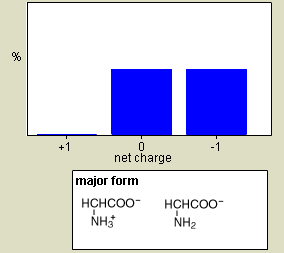 %
+1 0 -1
net charge
major form
HCHCOO⁻ HCHCOO⁻
NH₃⁺ NH₂